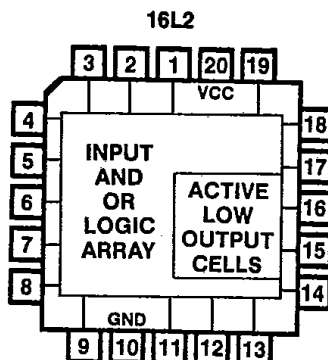 16L2
3 2 1 20 19
VCC
4 18
5 17
6 16
7 15
8 14
INPUT
AND
OR
LOGIC
ARRAY
ACTIVE
LOW
OUTPUT
CELLS
GND
9 10 11 12 13